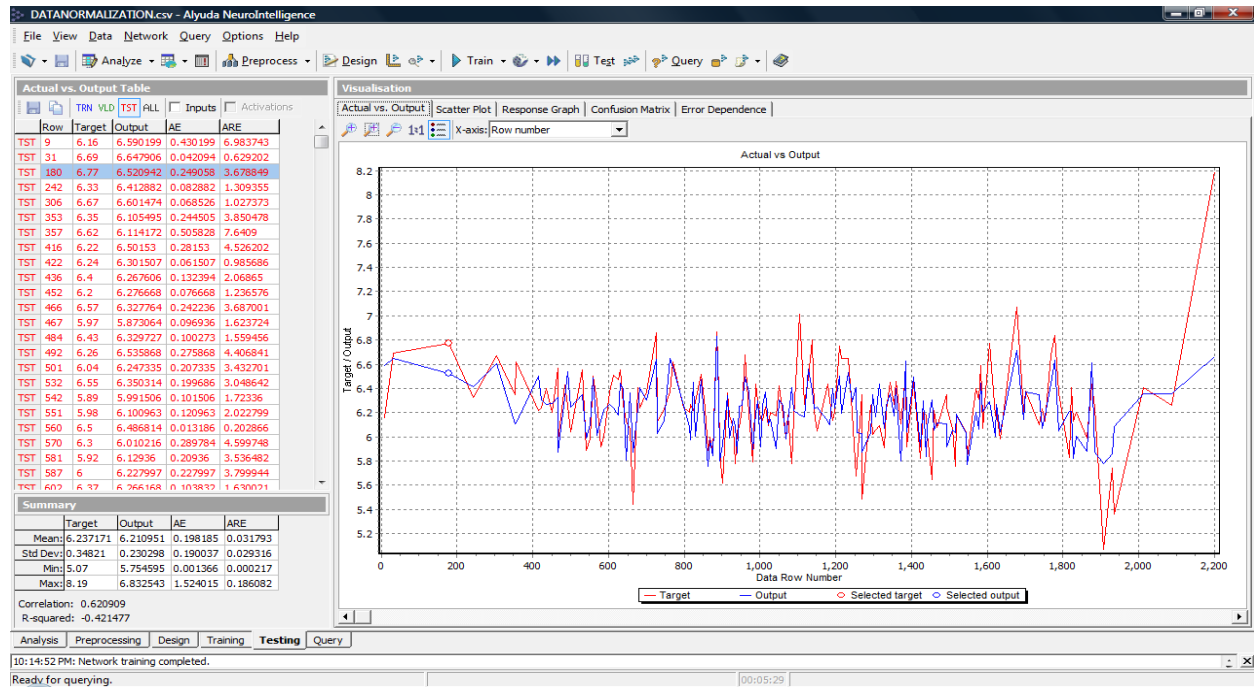 DATANORMALIZATION.csv - Alyuda NeuroIntelligence
File View Data Network Query Options Help
Analyze Preprocess Design Train Test Query
Actual vs. Output Table
TRN VLD TST ALL Inputs Activations
Row Target Output AE ARE
TST 9 6.16 6.590199 0.430199 6.983743
TST 31 6.69 6.647906 0.042094 0.629202
TST 180 6.77 6.520942 0.249058 3.678849
TST 242 6.33 6.412882 0.082882 1.309355
TST 306 6.67 6.601474 0.068526 1.027373
TST 353 6.35 6.105495 0.244505 3.850478
TST 357 6.62 6.114172 0.505828 7.6409
TST 416 6.22 6.50153 0.28153 4.526202
TST 422 6.24 6.301507 0.061507 0.985686
TST 436 6.4 6.267606 0.132394 2.06865
TST 452 6.2 6.276668 0.076668 1.236576
TST 466 6.57 6.327764 0.242236 3.687001
TST 467 5.97 5.873064 0.096936 1.623724
TST 484 6.43 6.329727 0.100273 1.559456
TST 492 6.26 6.535868 0.275868 4.406841
TST 501 6.04 6.247335 0.207335 3.432701
TST 532 6.55 6.350314 0.199686 3.048642
TST 542 5.89 5.991506 0.101506 1.72336
TST 551 5.98 6.100963 0.120963 2.022799
TST 560 6.5 6.486814 0.013186 0.202866
TST 570 6.3 6.010216 0.289784 4.599748
TST 581 5.92 6.12936 0.20936 3.536482
TST 587 6 6.227997 0.227997 3.799944
TST 602 6.37 6.266168 0.103832 1.630021
Summary
Target Output AE ARE
Mean: 6.237171 6.210951 0.198185 0.031793
Std Dev: 0.34821 0.230298 0.190037 0.029316
Min: 5.07 5.754595 0.001366 0.000217
Max: 8.19 6.832543 1.524015 0.186082
Correlation: 0.620909
R-squared: -0.421477
Visualisation
Actual vs. Output Scatter Plot Response Graph Confusion Matrix Error Dependence
1:1 X-axis: Row number
Actual vs Output
Target / Output
8.2
8
7.8
7.6
7.4
7.2
7
6.8
6.6
6.4
6.2
6
5.8
5.6
5.4
5.2
0 200 400 600 800 1,000 1,200 1,400 1,600 1,800 2,000 2,200
Data Row Number
Target Output Selected target Selected output
Analysis Preprocessing Design Training Testing Query
10:14:52 PM: Network training completed.
Ready for querying. 00:05:29